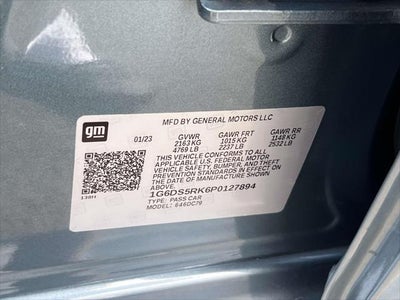 MFD BY GENERAL MOTORS LLC
gm
01/23 GVWR GAWR FRT GAWR RR
2163 KG 1015 KG 1148 KG
4769 LB 2237 LB 2532 LB
THIS VEHICLE CONFORMS TO ALL
APPLICABLE U.S. FEDERAL MOTOR
VEHICLE SAFETY, BUMPER, AND THEFT
PREVENTION STANDARDS IN EFFECT ON
THE DATE OF MANUFACTURE SHOWN ABOVE.
1G6DS5RK6P0127894
TYPE: PASS CAR
MODEL: 6460C79